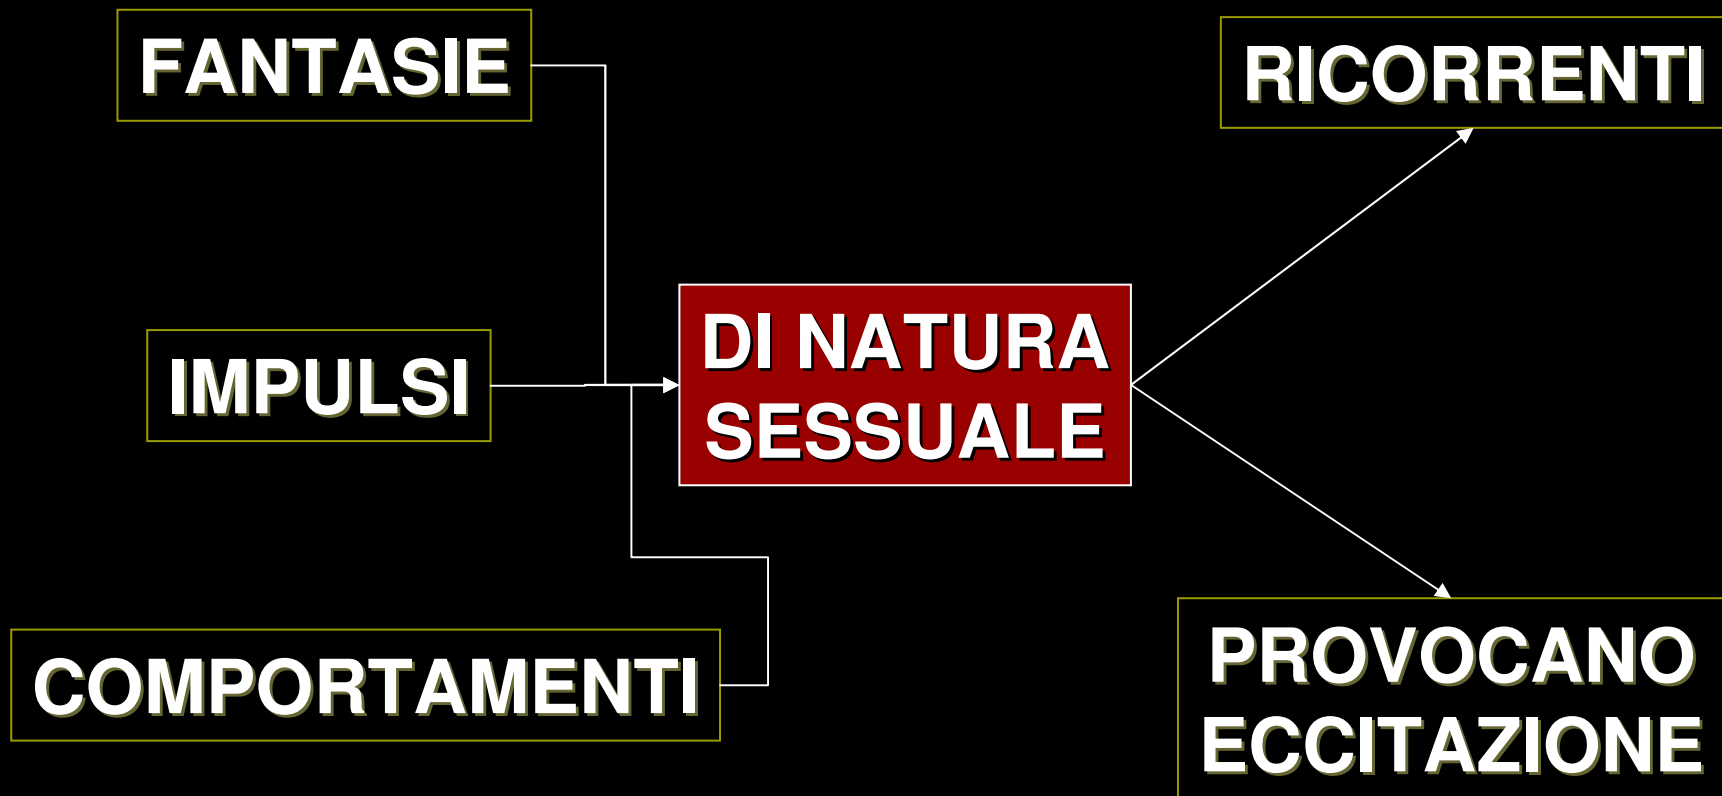 FANTASIE
RICORRENTI
IMPULSI
DI NATURA
SESSUALE
COMPORTAMENTI
PROVOCANO
ECCITAZIONE